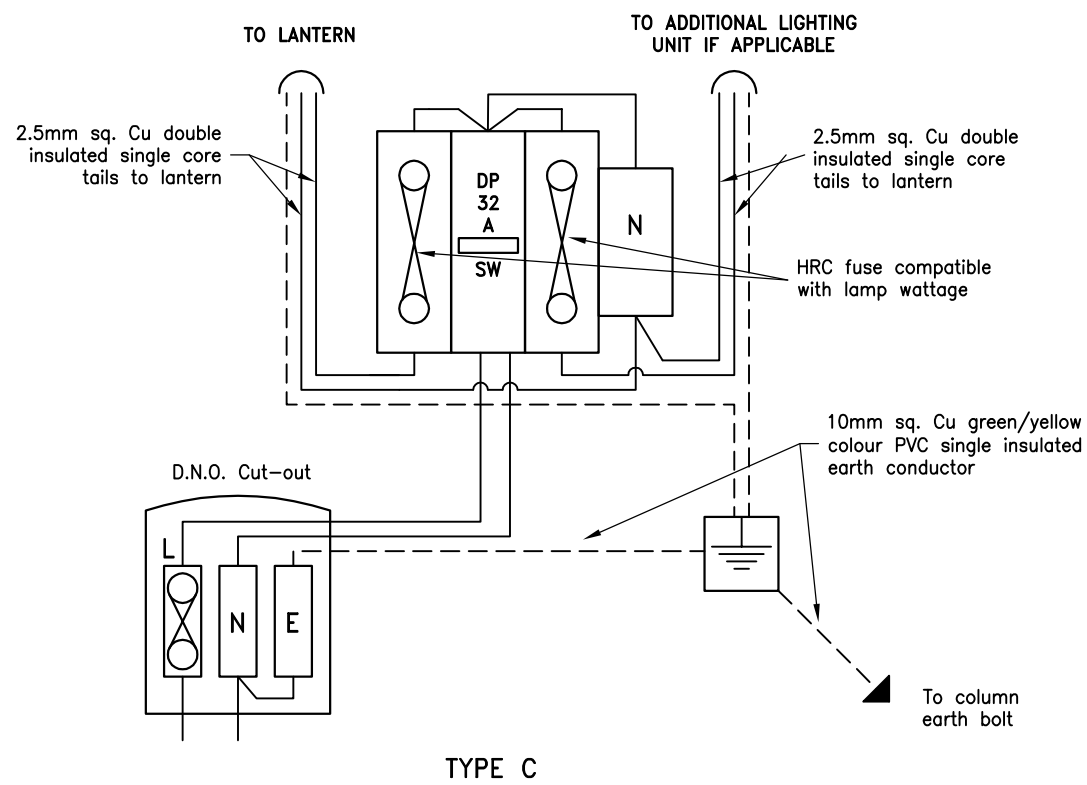 TO LANTERN
TO ADDITIONAL LIGHTING
UNIT IF APPLICABLE
2.5mm sq. Cu double
insulated single core
tails to lantern
2.5mm sq. Cu double
insulated single core
tails to lantern
DP
32
A
SW
N
HRC fuse compatible
with lamp wattage
10mm sq. Cu green/yellow
colour PVC single insulated
earth conductor
D.N.O. Cut-out
L
N
E
To column
earth bolt
TYPE C